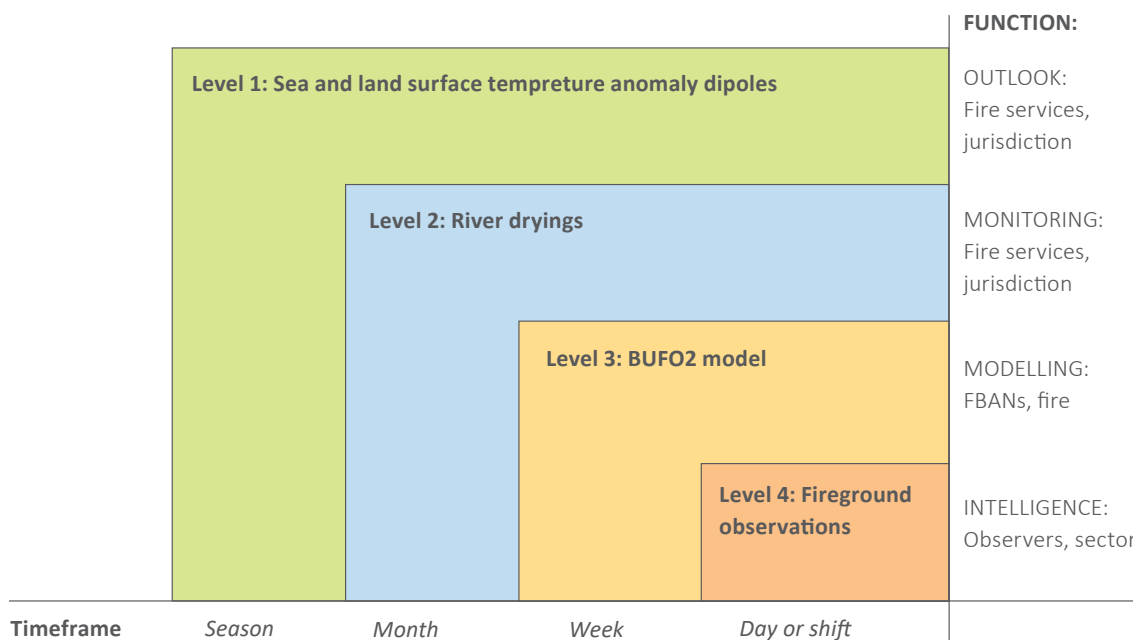 FUNCTION:
Level 1: Sea and land surface tempreture anomaly dipoles
OUTLOOK:
Fire services,
jurisdiction
Level 2: River dryings
MONITORING:
Fire services,
jurisdiction
Level 3: BUFO2 model
MODELLING:
FBANs, fire
Level 4: Fireground
observations
INTELLIGENCE:
Observers, sector
Timeframe Season Month Week Day or shift